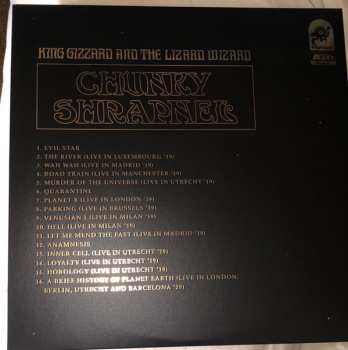 KING GIZZARD AND THE LIZARD WIZARD
CHUNKY
SHRAPNEL
1. EVIL STAR
2. THE RIVER (LIVE IN LUXEMBOURG '19)
3. WAH WAH (LIVE IN MADRID '19)
4. ROAD TRAIN (LIVE IN MANCHESTER '19)
5. MURDER OF THE UNIVERSE (LIVE IN UTRECHT '19)
6. QUARANTINE
7. PLANET B (LIVE IN LONDON '19)
8. PARKING (LIVE IN BRUSSELS '19)
9. VENUSIAN 2 (LIVE IN MILAN '19)
10. HELL (LIVE IN MILAN '19)
11. LET ME MEND THE PAST (LIVE IN MADRID '19)
12. ANAMNESIS
13. INNER CELL (LIVE IN UTRECHT '19)
14. LOYALTY (LIVE IN UTRECHT '19)
15. HOROLOGY (LIVE IN UTRECHT '19)
16. A BRIEF HISTORY OF PLANET EARTH (LIVE IN LONDON,
BERLIN, UTRECHT AND BARCELONA '19)